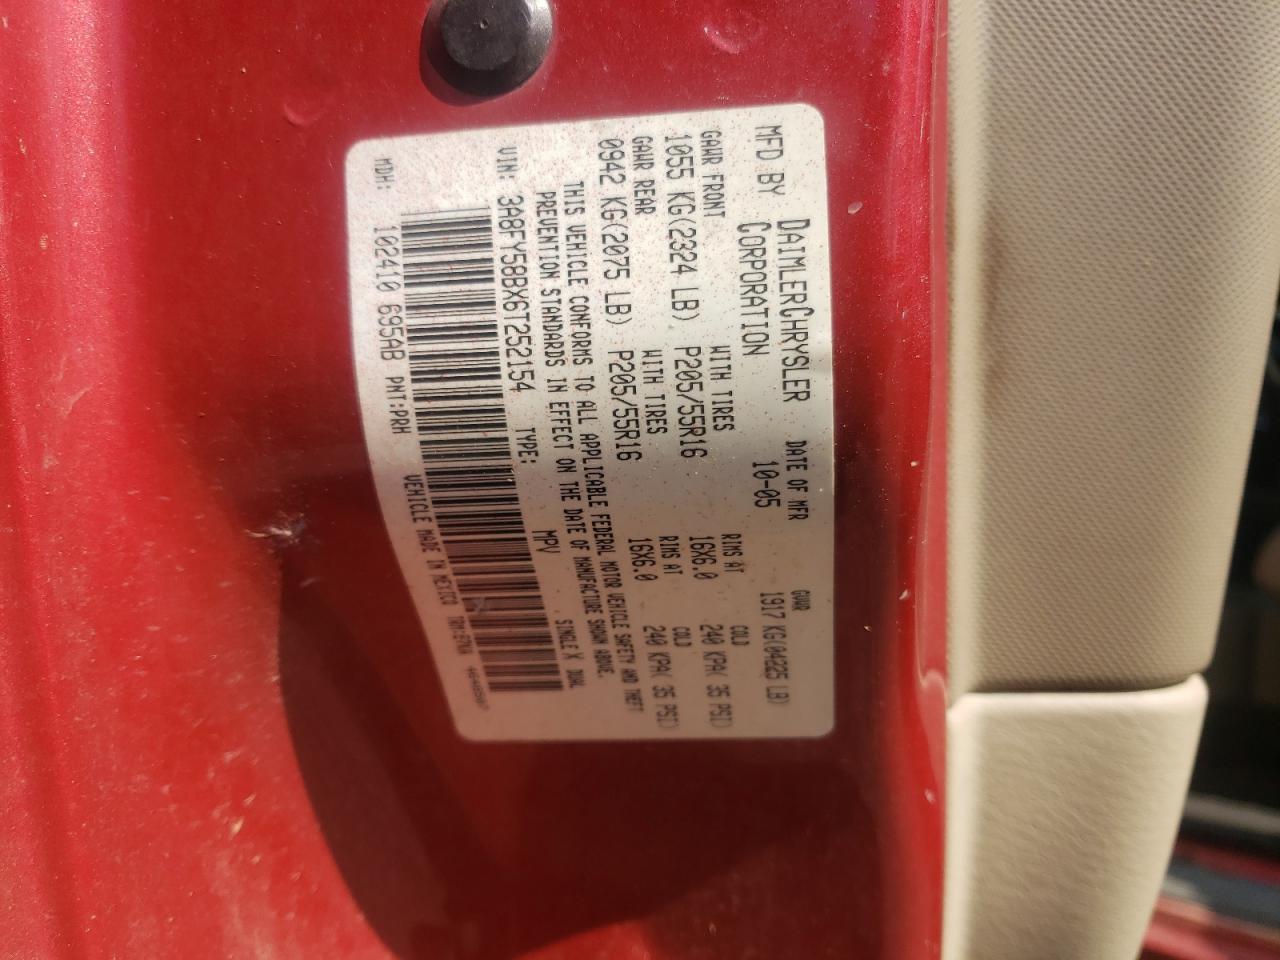 MFD BY DAIMLERCHRYSLER CORPORATION DATE OF MFR 10-05 GVWR 1917 KG(04225 LB)
GAWR FRONT WITH TIRES RIMS AT COLD
1055 KG(2324 LB) P205/55R16 16X6.0 240 KPA( 35 PSI)
GAWR REAR WITH TIRES RIMS AT COLD
0942 KG(2075 LB) P205/55R16 16X6.0 240 KPA( 35 PSI)
THIS VEHICLE CONFORMS TO ALL APPLICABLE FEDERAL MOTOR VEHICLE SAFETY AND THEFT
PREVENTION STANDARDS IN EFFECT ON THE DATE OF MANUFACTURE SHOWN ABOVE.
VIN: 3A8FY58BX6T252154 TYPE: MPV SINGLE X DUAL
MDH: 102410 695AB PNT:PRH VEHICLE MADE IN MEXICO